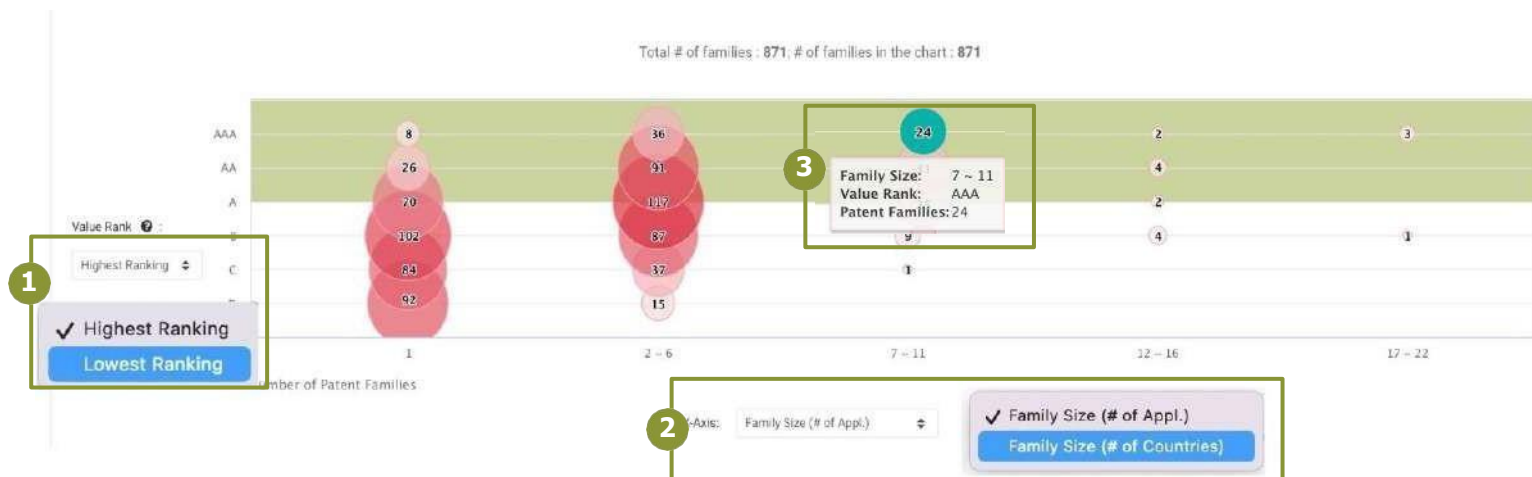 Total # of families : 871; # of families in the chart : 871
AAA 8 36 24 2 3
AA 26 91 4
A 70 117 2
3
Family Size: 7 ~ 11
Value Rank: AAA
Patent Families: 24
Value Rank ? :
B 102 87 9 4 1
1
Highest Ranking
C 84 37 1
92 15
✓ Highest Ranking
Lowest Ranking
1 2 ~ 6 7 ~ 11 12 ~ 16 17 ~ 22
umber of Patent Families
2
-Axis: Family Size (# of Appl.)
✓ Family Size (# of Appl.)
Family Size (# of Countries)